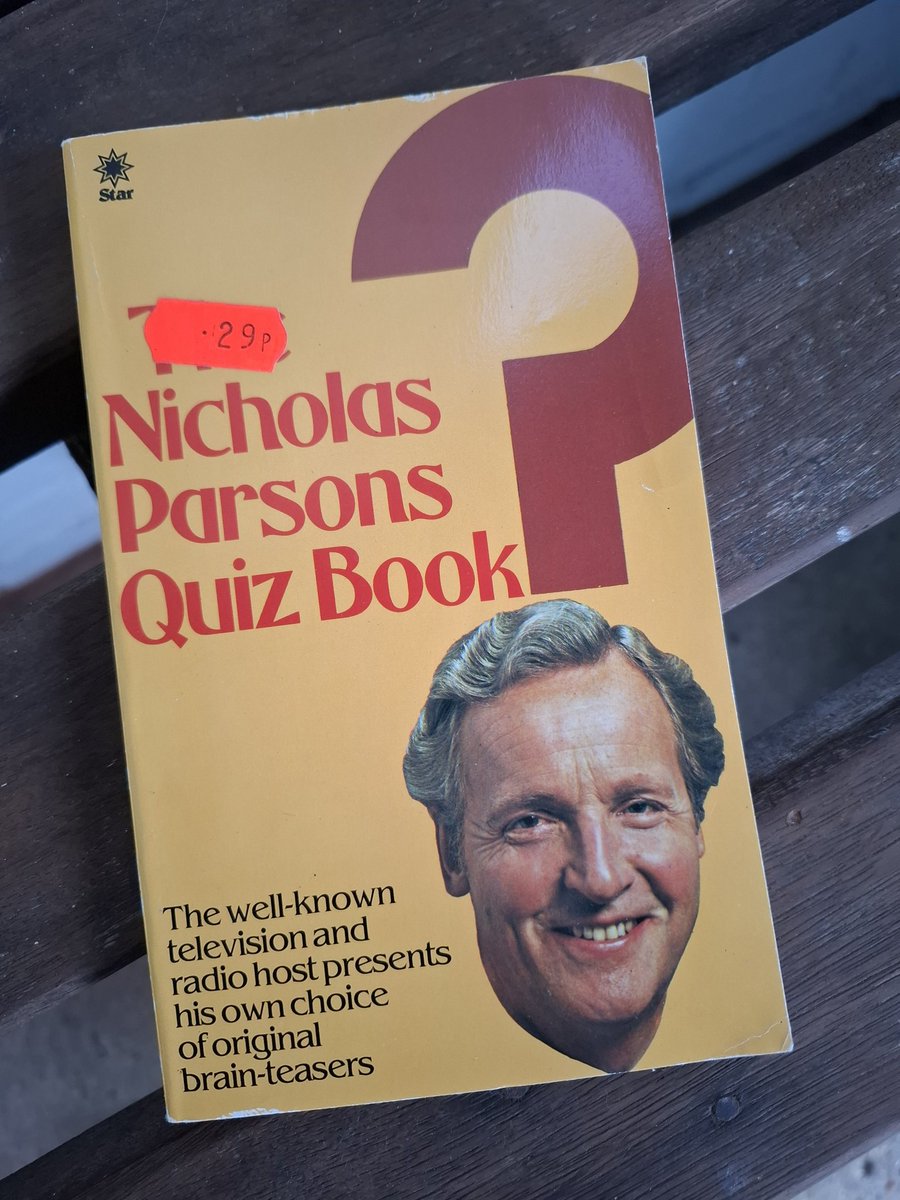 Star
·29p
Nicholas
Parsons
Quiz Book
The well-known
television and
radio host presents
his own choice
of original
brain-teasers